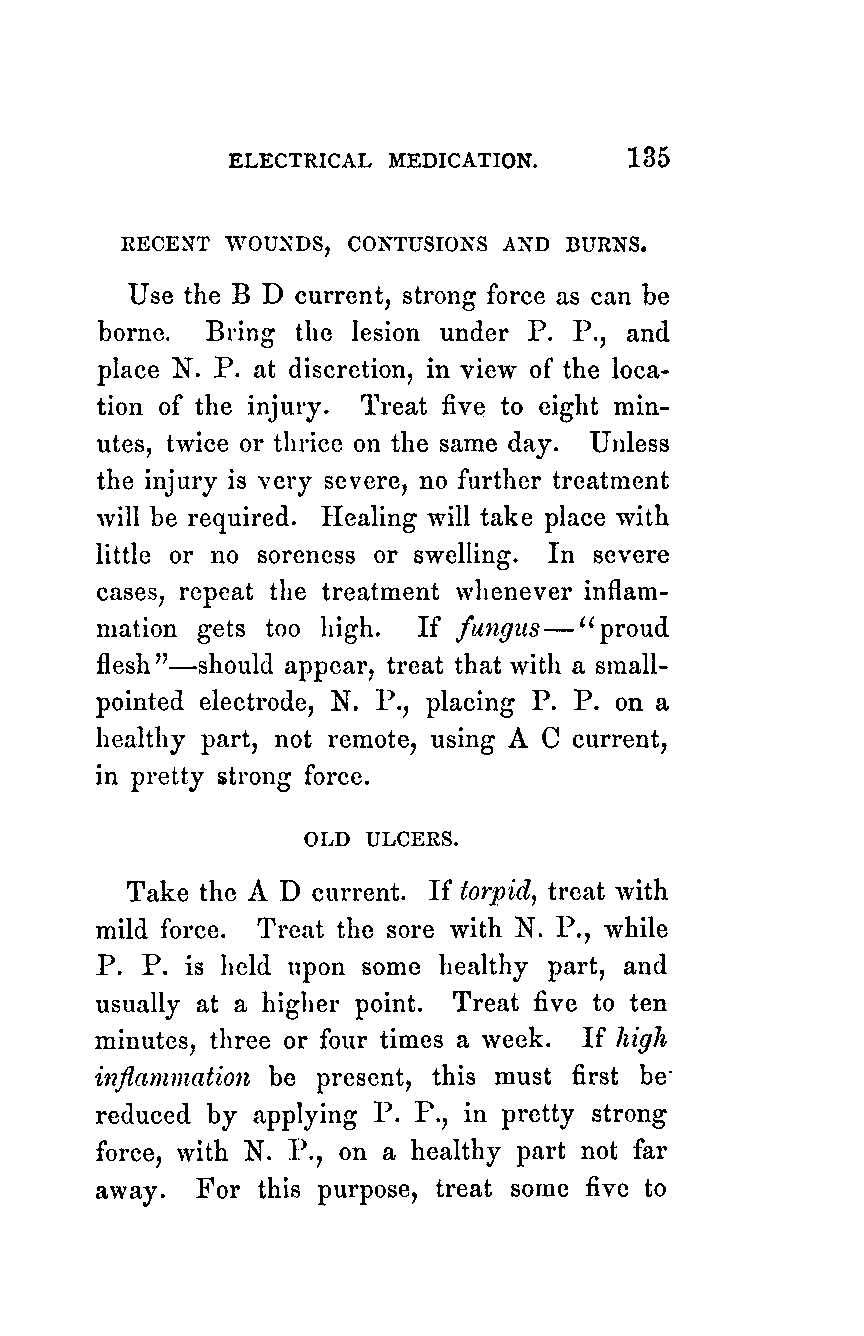 ELECTRICAL MEDICATION. 135
RECENT WOUNDS, CONTUSIONS AND BURNS.
Use the B D current, strong force as can be
borne. Bring the lesion under P. P., and
place N. P. at discretion, in view of the loca-
tion of the injury. Treat five to eight min-
utes, twice or thrice on the same day. Unless
the injury is very severe, no further treatment
will be required. Healing will take place with
little or no soreness or swelling. In severe
cases, repeat the treatment whenever inflam-
mation gets too high. If fungus—"proud
flesh"—should appear, treat that with a small-
pointed electrode, N. P., placing P. P. on a
healthy part, not remote, using A C current,
in pretty strong force.
OLD ULCERS.
Take the A D current. If torpid, treat with
mild force. Treat the sore with N. P., while
P. P. is held upon some healthy part, and
usually at a higher point. Treat five to ten
minutes, three or four times a week. If high
inflammation be present, this must first be
reduced by applying P. P., in pretty strong
force, with N. P., on a healthy part not far
away. For this purpose, treat some five to